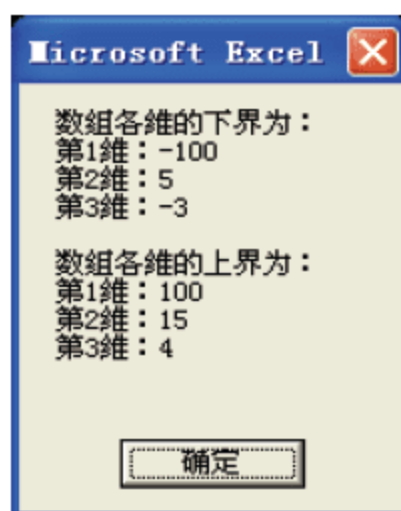 Microsoft Excel
数组各維的下界为：
第1維：-100
第2維：5
第3維：-3
数组各維的上界为：
第1維：100
第2維：15
第3維：4
确定